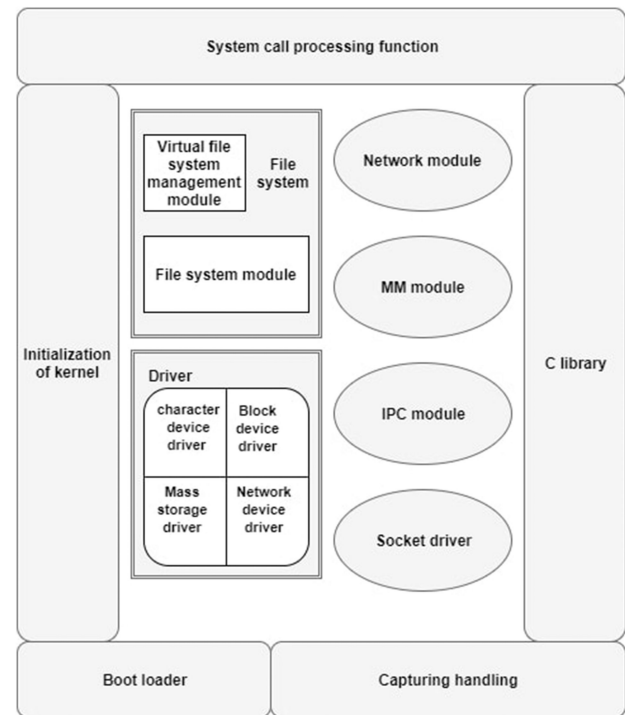 System call processing function
Initialization
of kernel
Virtual file
system
management
module
File
system
File system module
Driver
character
device
driver
Block
device
driver
Mass
storage
driver
Network
device
driver
Network module
MM module
IPC module
Socket driver
C library
Boot loader
Capturing handling